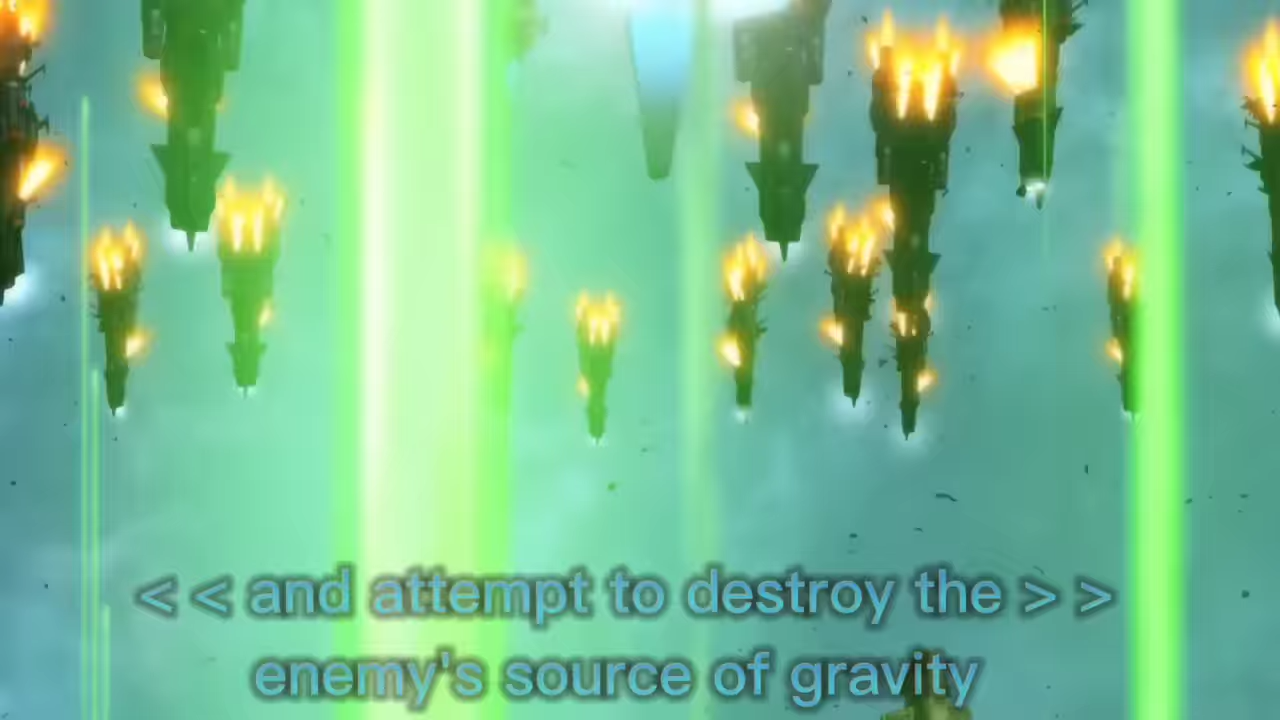 < < and attempt to destroy the > >
enemy's source of gravity